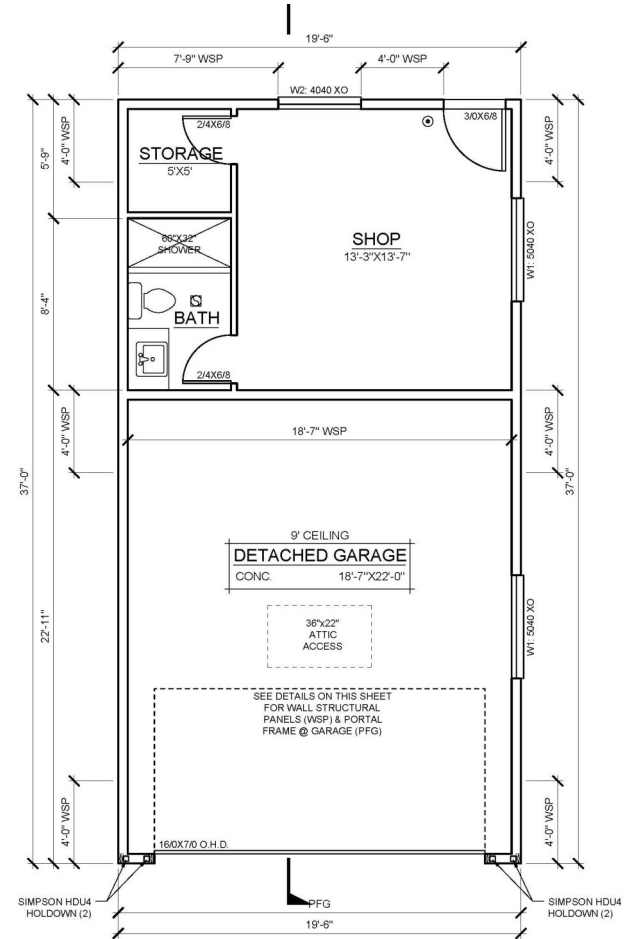 19'-6"
7'-9" WSP
4'-0" WSP
W2: 4040 XO
2/4X6/8
3/0X6/8
STORAGE
5'X5'
4'-0" WSP
5'-9"
4'-0" WSP
W1: 5040 XO
60"X32"
SHOWER
SHOP
13'-3"X13'-7"
8'-4"
BATH
2/4X6/8
4'-0" WSP
4'-0" WSP
18'-7" WSP
37'-0"
37'-0"
9' CEILING
DETACHED GARAGE
CONC. 18'-7"X22'-0"
36"x22"
ATTIC
ACCESS
22'-11"
W1: 5040 XO
SEE DETAILS ON THIS SHEET
FOR WALL STRUCTURAL
PANELS (WSP) & PORTAL
FRAME @ GARAGE (PFG)
4'-0" WSP
4'-0" WSP
16/0X7/0 O.H.D.
SIMPSON HDU4
HOLDOWN (2)
PFG
SIMPSON HDU4
HOLDOWN (2)
19'-6"